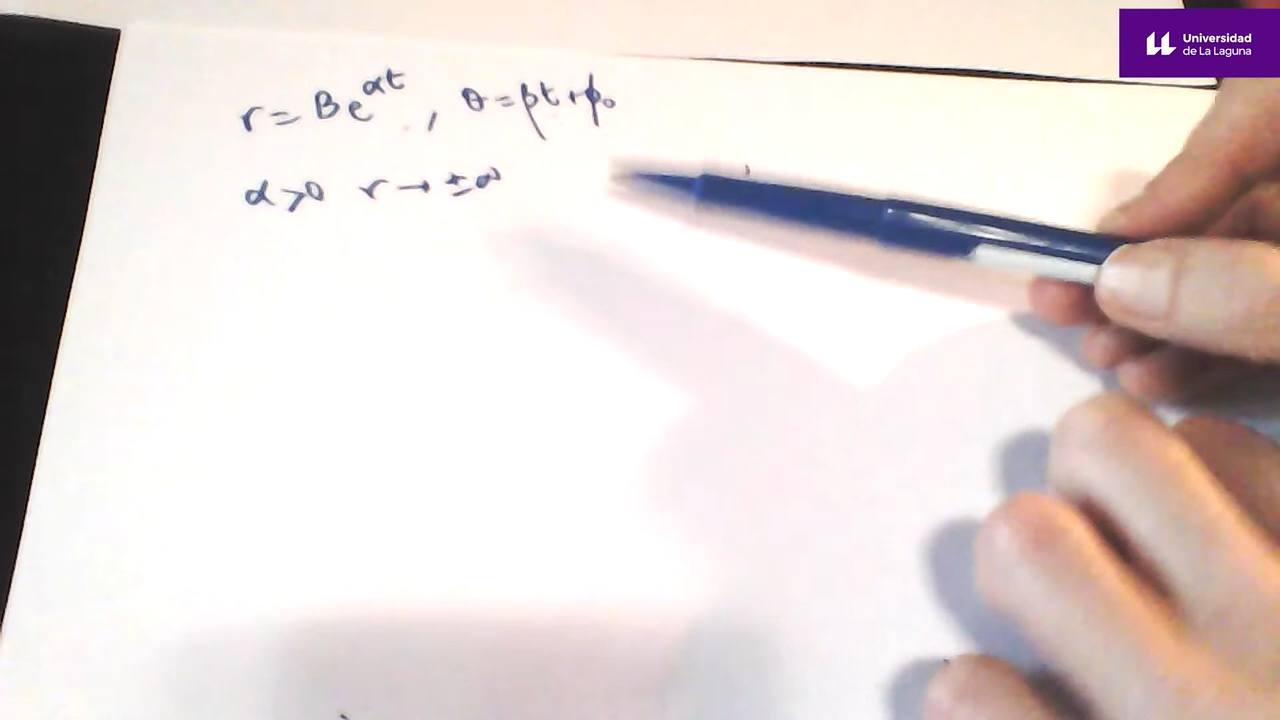 Universidad
de La Laguna
r = Be^{αt}, θ = βt + ϕ₀
α > 0 r → ±∞